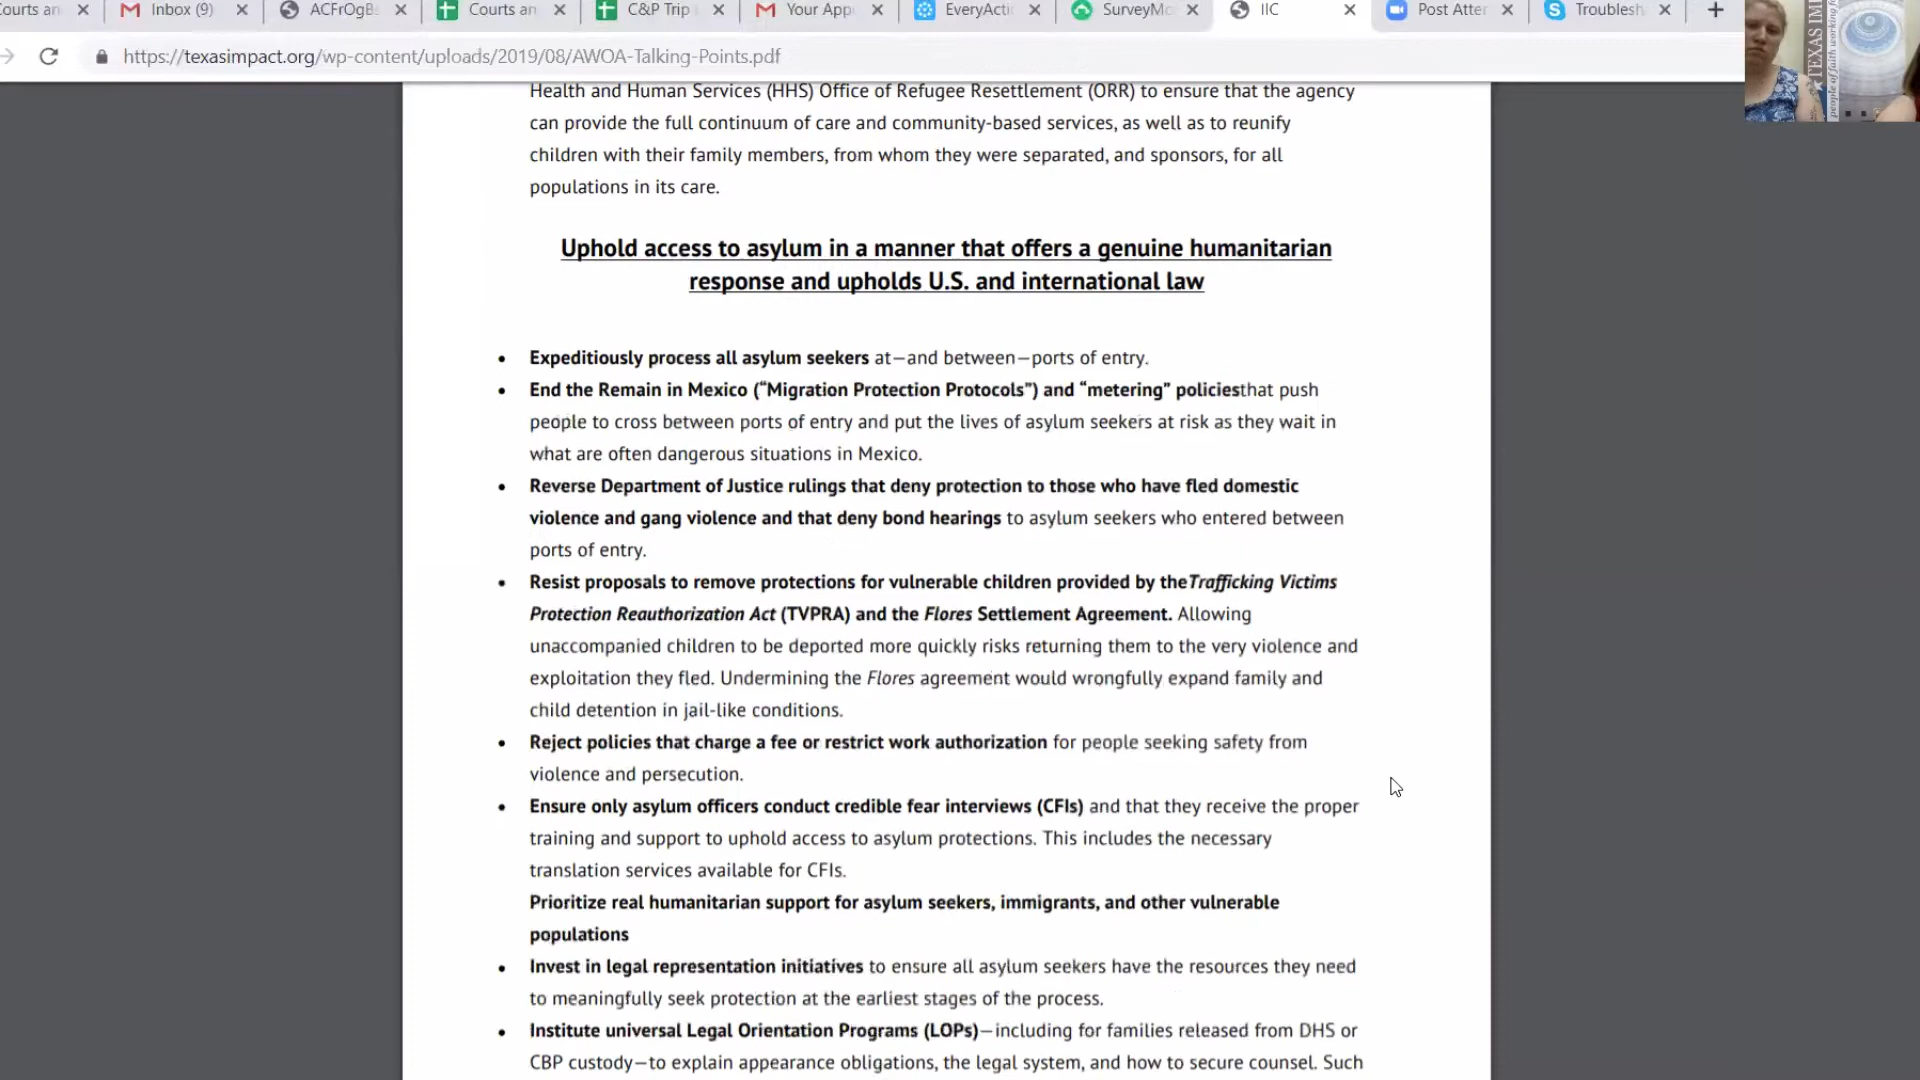 ourts an
Inbox (9)
ACFrOgBs
Courts an
C&P Trip
Your App
EveryActi
SurveyMo
IIC
Post Atter
Troublesh
https://texasimpact.org/wp-content/uploads/2019/08/AWOA-Talking-Points.pdf
TEXAS IM
people of faith working fo
Health and Human Services (HHS) Office of Refugee Resettlement (ORR) to ensure that the agency
can provide the full continuum of care and community-based services, as well as to reunify
children with their family members, from whom they were separated, and sponsors, for all
populations in its care.
Uphold access to asylum in a manner that offers a genuine humanitarian
response and upholds U.S. and international law
• Expeditiously process all asylum seekers at—and between—ports of entry.
• End the Remain in Mexico (“Migration Protection Protocols”) and “metering” policiesthat push
people to cross between ports of entry and put the lives of asylum seekers at risk as they wait in
what are often dangerous situations in Mexico.
• Reverse Department of Justice rulings that deny protection to those who have fled domestic
violence and gang violence and that deny bond hearings to asylum seekers who entered between
ports of entry.
• Resist proposals to remove protections for vulnerable children provided by theTrafficking Victims
Protection Reauthorization Act (TVPRA) and the Flores Settlement Agreement. Allowing
unaccompanied children to be deported more quickly risks returning them to the very violence and
exploitation they fled. Undermining the Flores agreement would wrongfully expand family and
child detention in jail-like conditions.
• Reject policies that charge a fee or restrict work authorization for people seeking safety from
violence and persecution.
• Ensure only asylum officers conduct credible fear interviews (CFIs) and that they receive the proper
training and support to uphold access to asylum protections. This includes the necessary
translation services available for CFIs.
Prioritize real humanitarian support for asylum seekers, immigrants, and other vulnerable
populations
• Invest in legal representation initiatives to ensure all asylum seekers have the resources they need
to meaningfully seek protection at the earliest stages of the process.
• Institute universal Legal Orientation Programs (LOPs)—including for families released from DHS or
CBP custody—to explain appearance obligations, the legal system, and how to secure counsel. Such